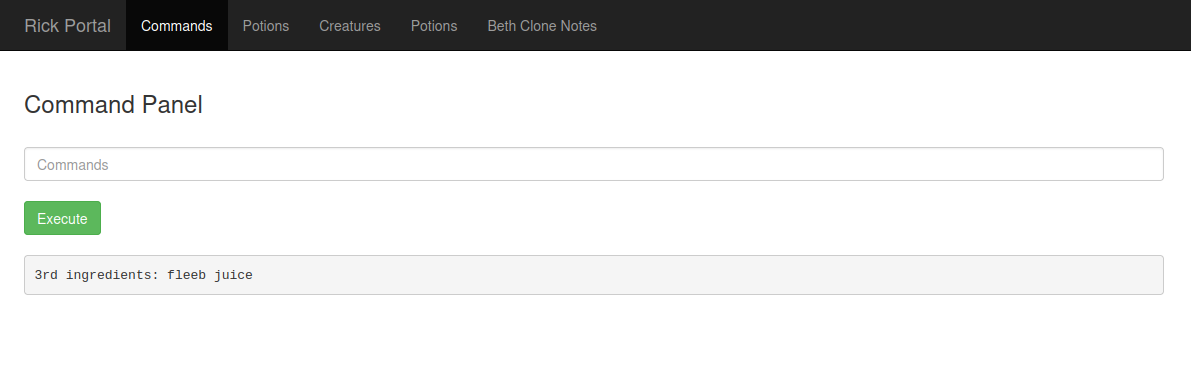 Rick Portal Commands Potions Creatures Potions Beth Clone Notes
Command Panel
Commands
Execute
3rd ingredients: fleeb juice